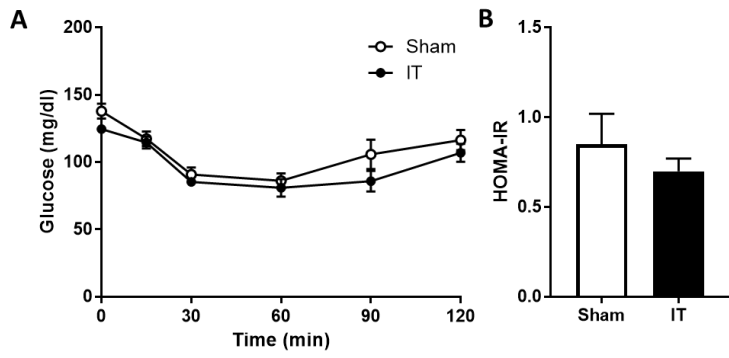 A
Glucose (mg/dl)
200
150
100
50
0
Sham
IT
0 30 60 90 120
Time (min)
B
HOMA-IR
1.5
1.0
0.5
0.0
Sham IT